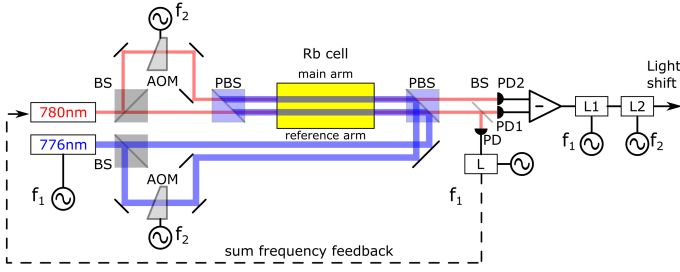 f2
Rb cell
Light
shift
BS
AOM
PBS
main arm
PBS
BS
PD2
780nm
−
L1
L2
reference arm
PD1
776nm
PD
BS
f1
f2
AOM
L
f1
f1
f2
sum frequency feedback